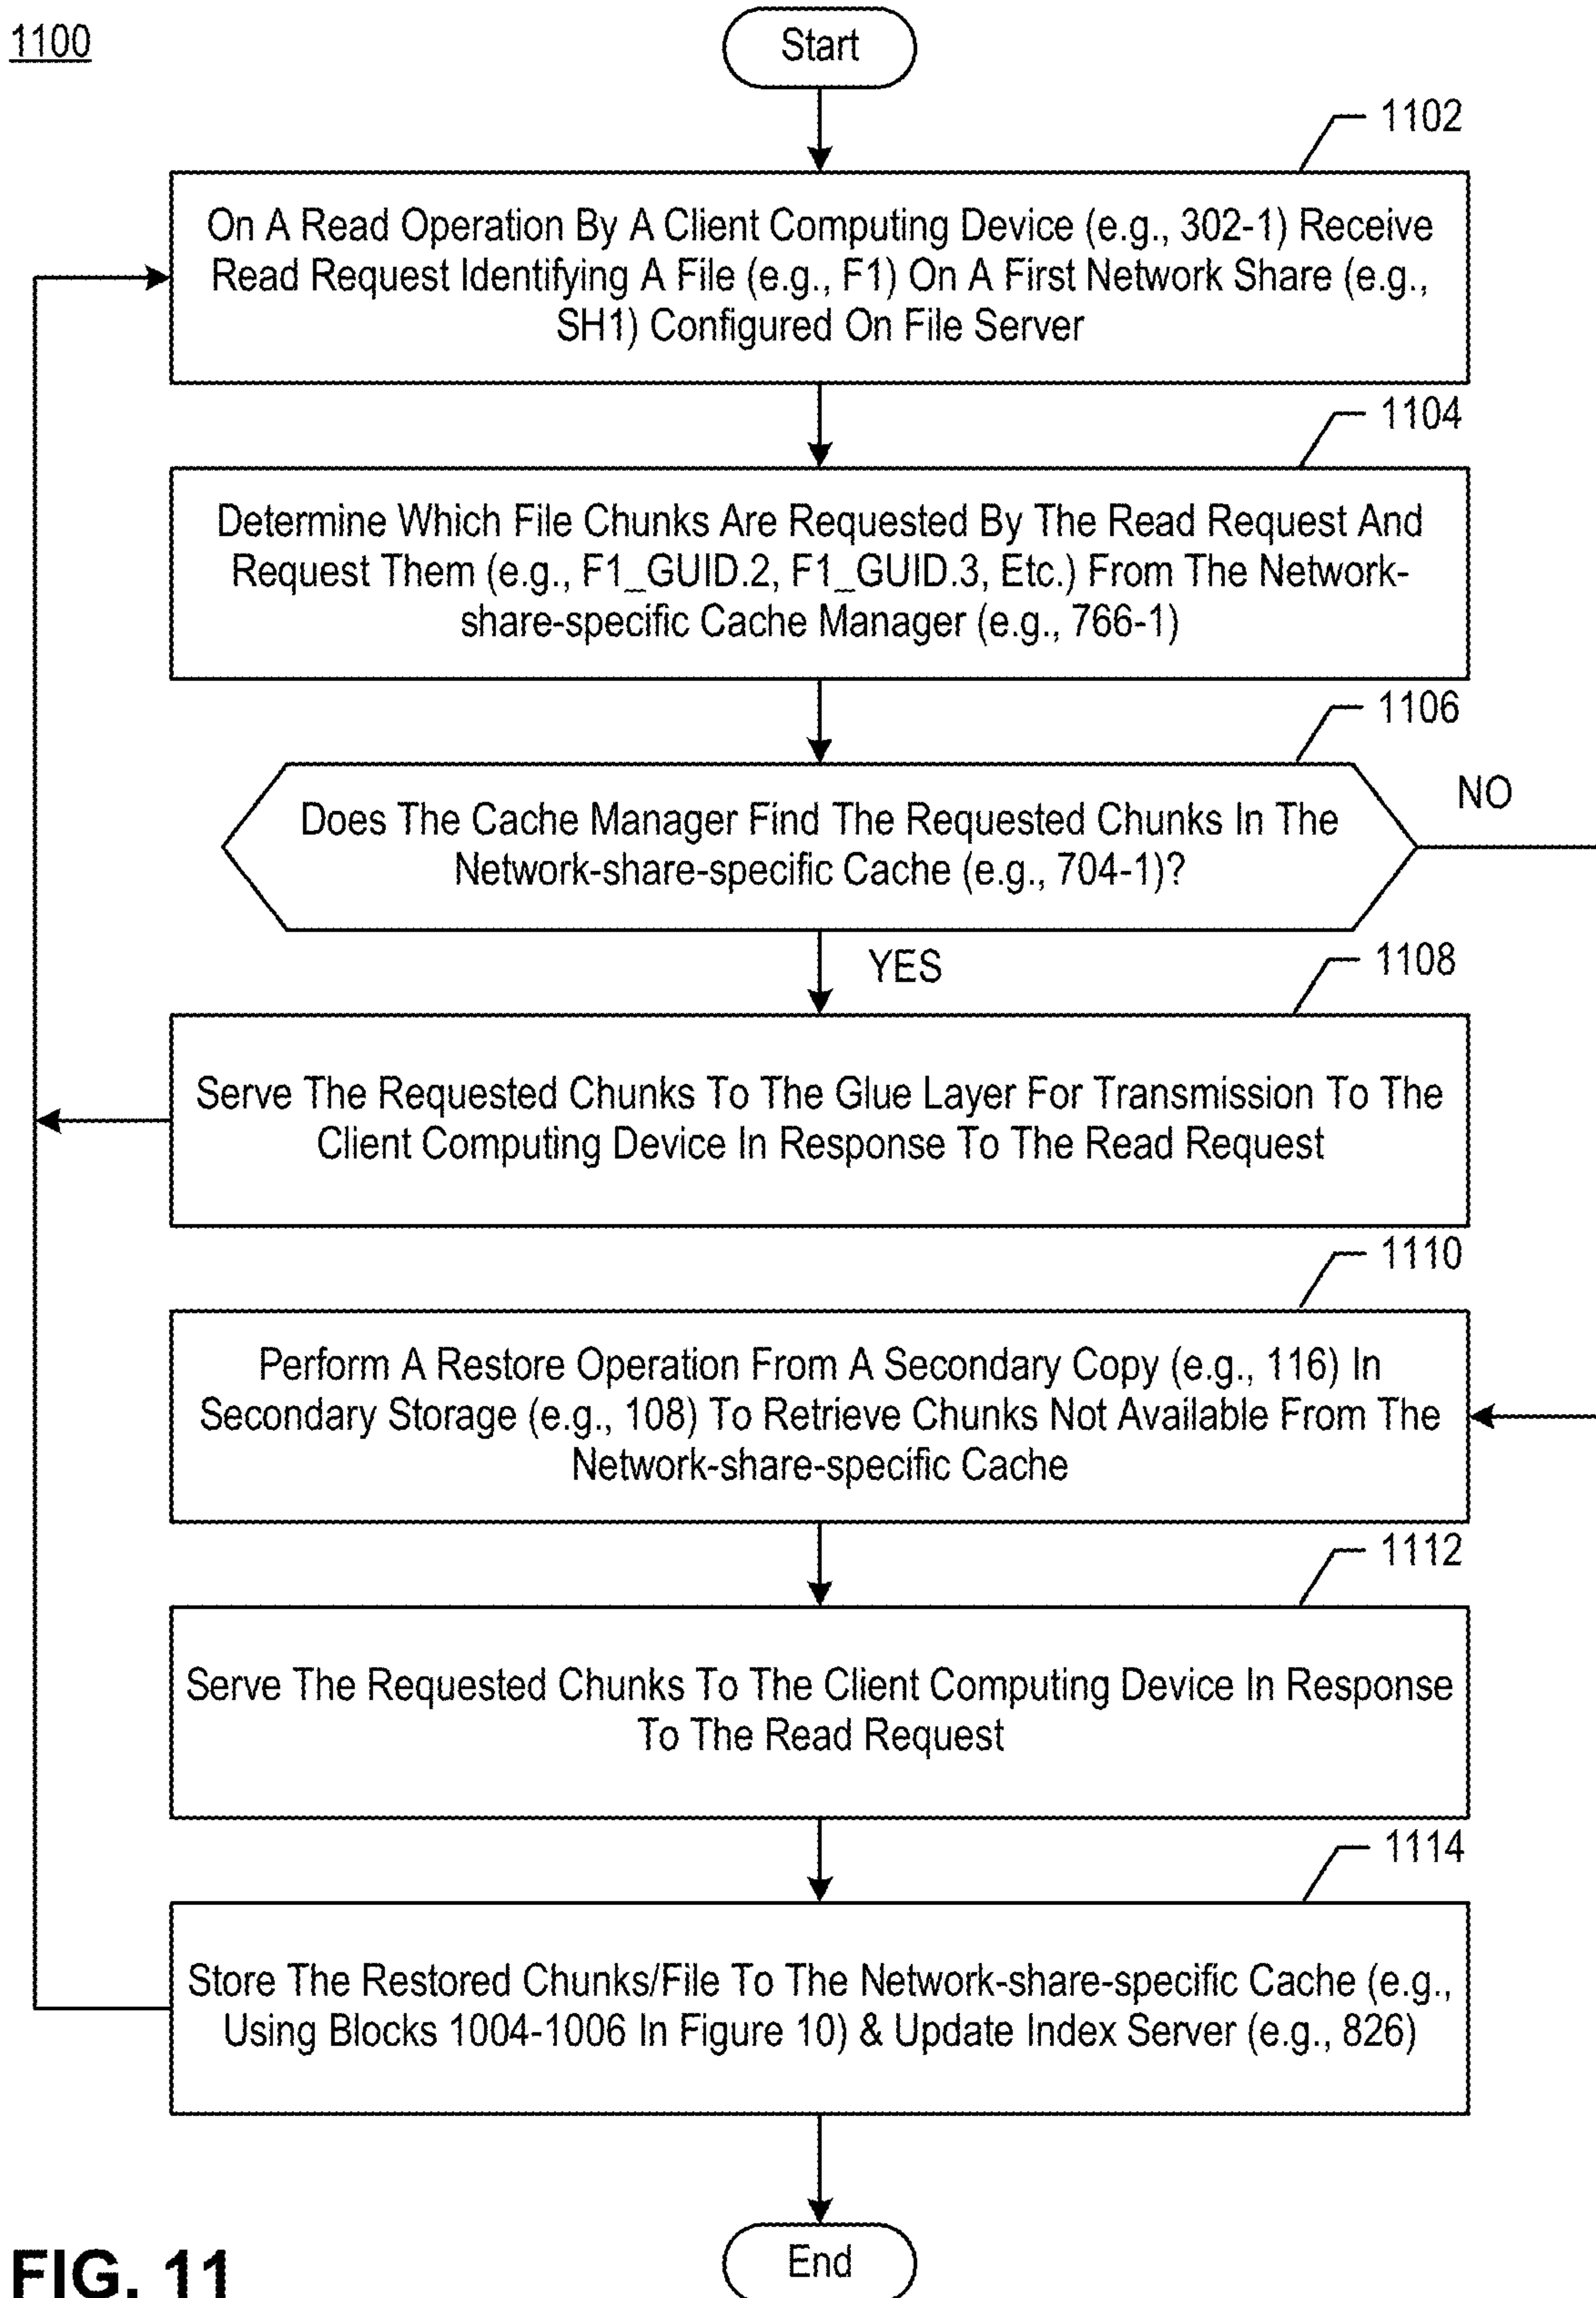 1100
Start
1102
On A Read Operation By A Client Computing Device (e.g., 302-1) Receive
Read Request Identifying A File (e.g., F1) On A First Network Share (e.g.,
SH1) Configured On File Server
1104
Determine Which File Chunks Are Requested By The Read Request And
Request Them (e.g., F1_GUID.2, F1_GUID.3, Etc.) From The Network-
share-specific Cache Manager (e.g., 766-1)
1106
NO
Does The Cache Manager Find The Requested Chunks In The
Network-share-specific Cache (e.g., 704-1)?
YES
1108
Serve The Requested Chunks To The Glue Layer For Transmission To The
Client Computing Device In Response To The Read Request
1110
Perform A Restore Operation From A Secondary Copy (e.g., 116) In
Secondary Storage (e.g., 108) To Retrieve Chunks Not Available From The
Network-share-specific Cache
1112
Serve The Requested Chunks To The Client Computing Device In Response
To The Read Request
1114
Store The Restored Chunks/File To The Network-share-specific Cache (e.g.,
Using Blocks 1004-1006 In Figure 10) & Update Index Server (e.g., 826)
End
FIG. 11